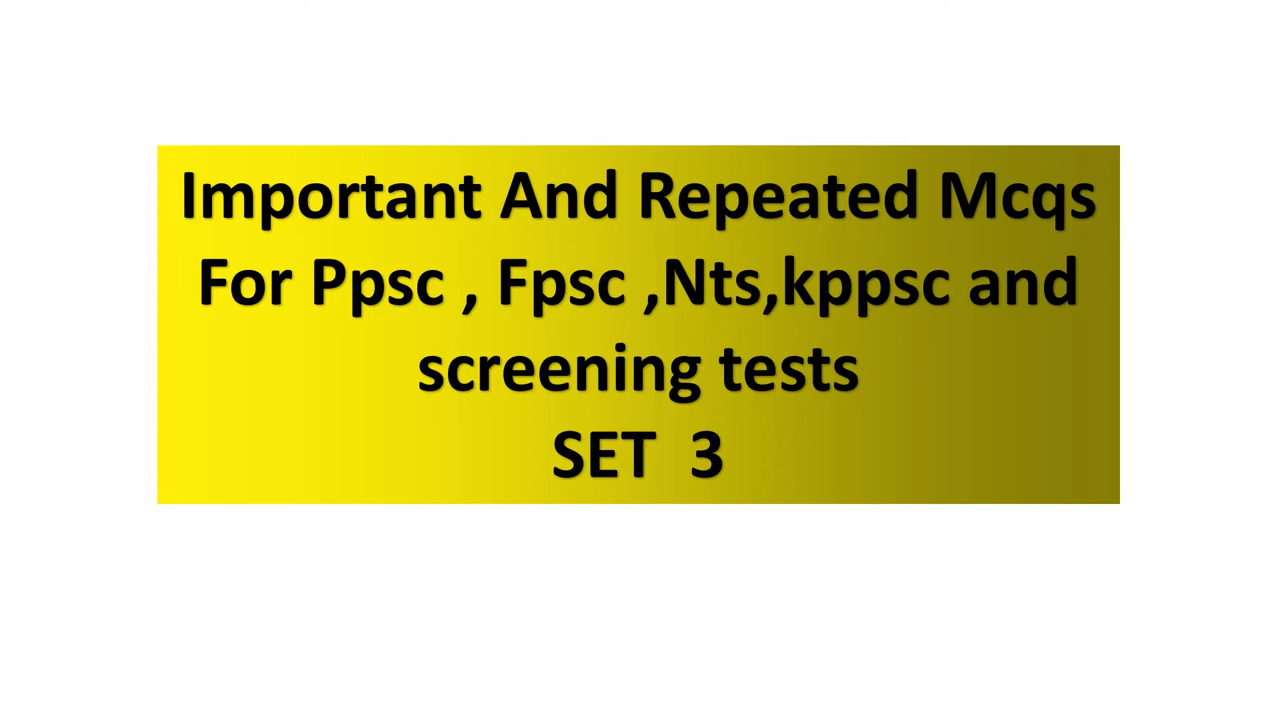 Important And Repeated Mcqs
For Ppsc , Fpsc ,Nts,kppsc and
screening tests
SET 3